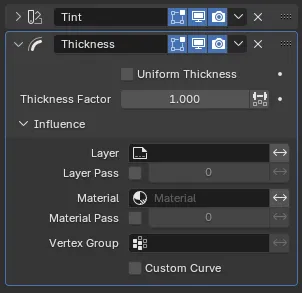 Tint
Thickness
Uniform Thickness
Thickness Factor 1.000
Influence
Layer
Layer Pass 0
Material Material
Material Pass 0
Vertex Group
Custom Curve